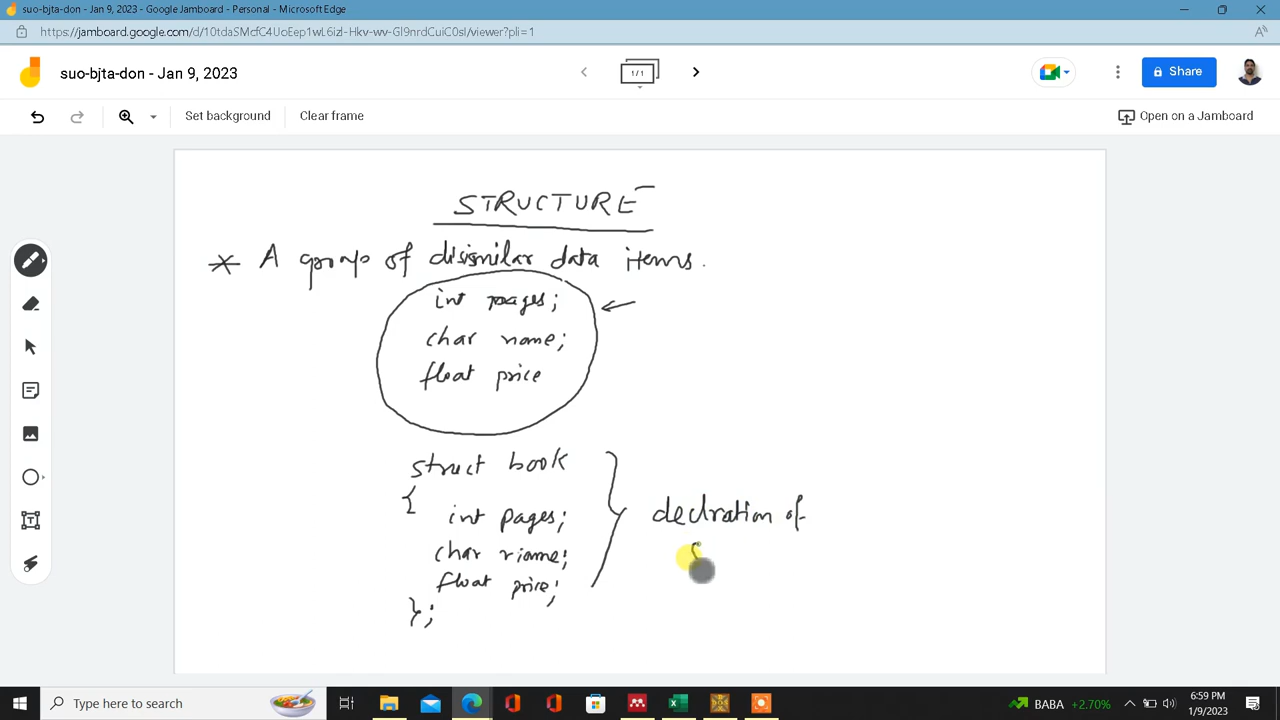 suo-bjta-don - Jan 9, 2023 - Google Jamboard - Personal - Microsoft Edge
https://jamboard.google.com/d/10tdaSMcfC4UoEep1wL6izI-Hkv-wv-Gl9nrdCuiC0sI/viewer?pli=1
suo-bjta-don - Jan 9, 2023
1/1
Share
Set background
Clear frame
Open on a Jamboard
STRUCTURE
* A group of disismilar data items.
int pages;
char name;
float price
struct book
{
int pages;
char name;
float price;
};
declration of
Type here to search
BABA +2.70%
6:59 PM
1/9/2023